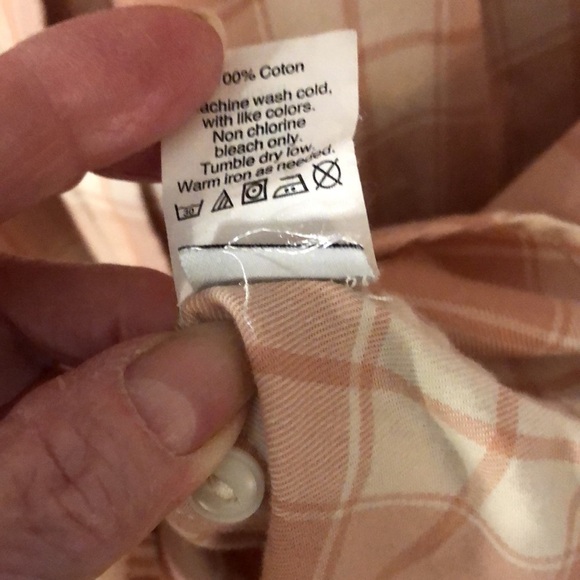 00% Coton
achine wash cold,
with like colors.
Non chlorine
bleach only.
Tumble dry low.
Warm iron as needed.
30